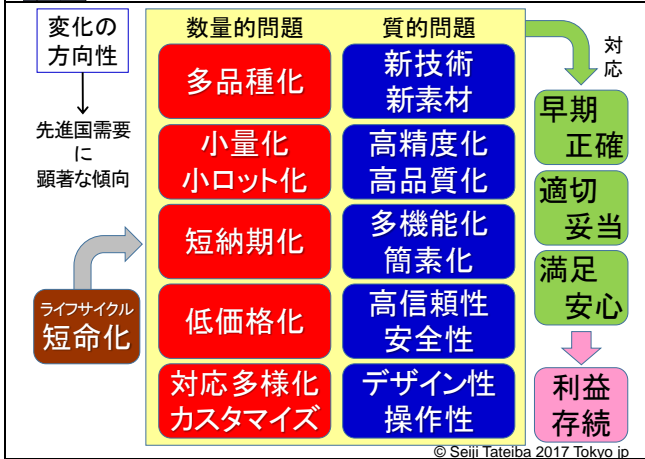 変化の
方向性
先進国需要
に
顕著な傾向
ライフサイクル
短命化
数量的問題
多品種化
小量化
小ロット化
短納期化
低価格化
対応多様化
カスタマイズ
質的問題
新技術
新素材
高精度化
高品質化
多機能化
簡素化
高信頼性
安全性
デザイン性
操作性
対
応
早期
正確
適切
妥当
満足
安心
利益
存続
© Seiji Tateiba 2017 Tokyo jp